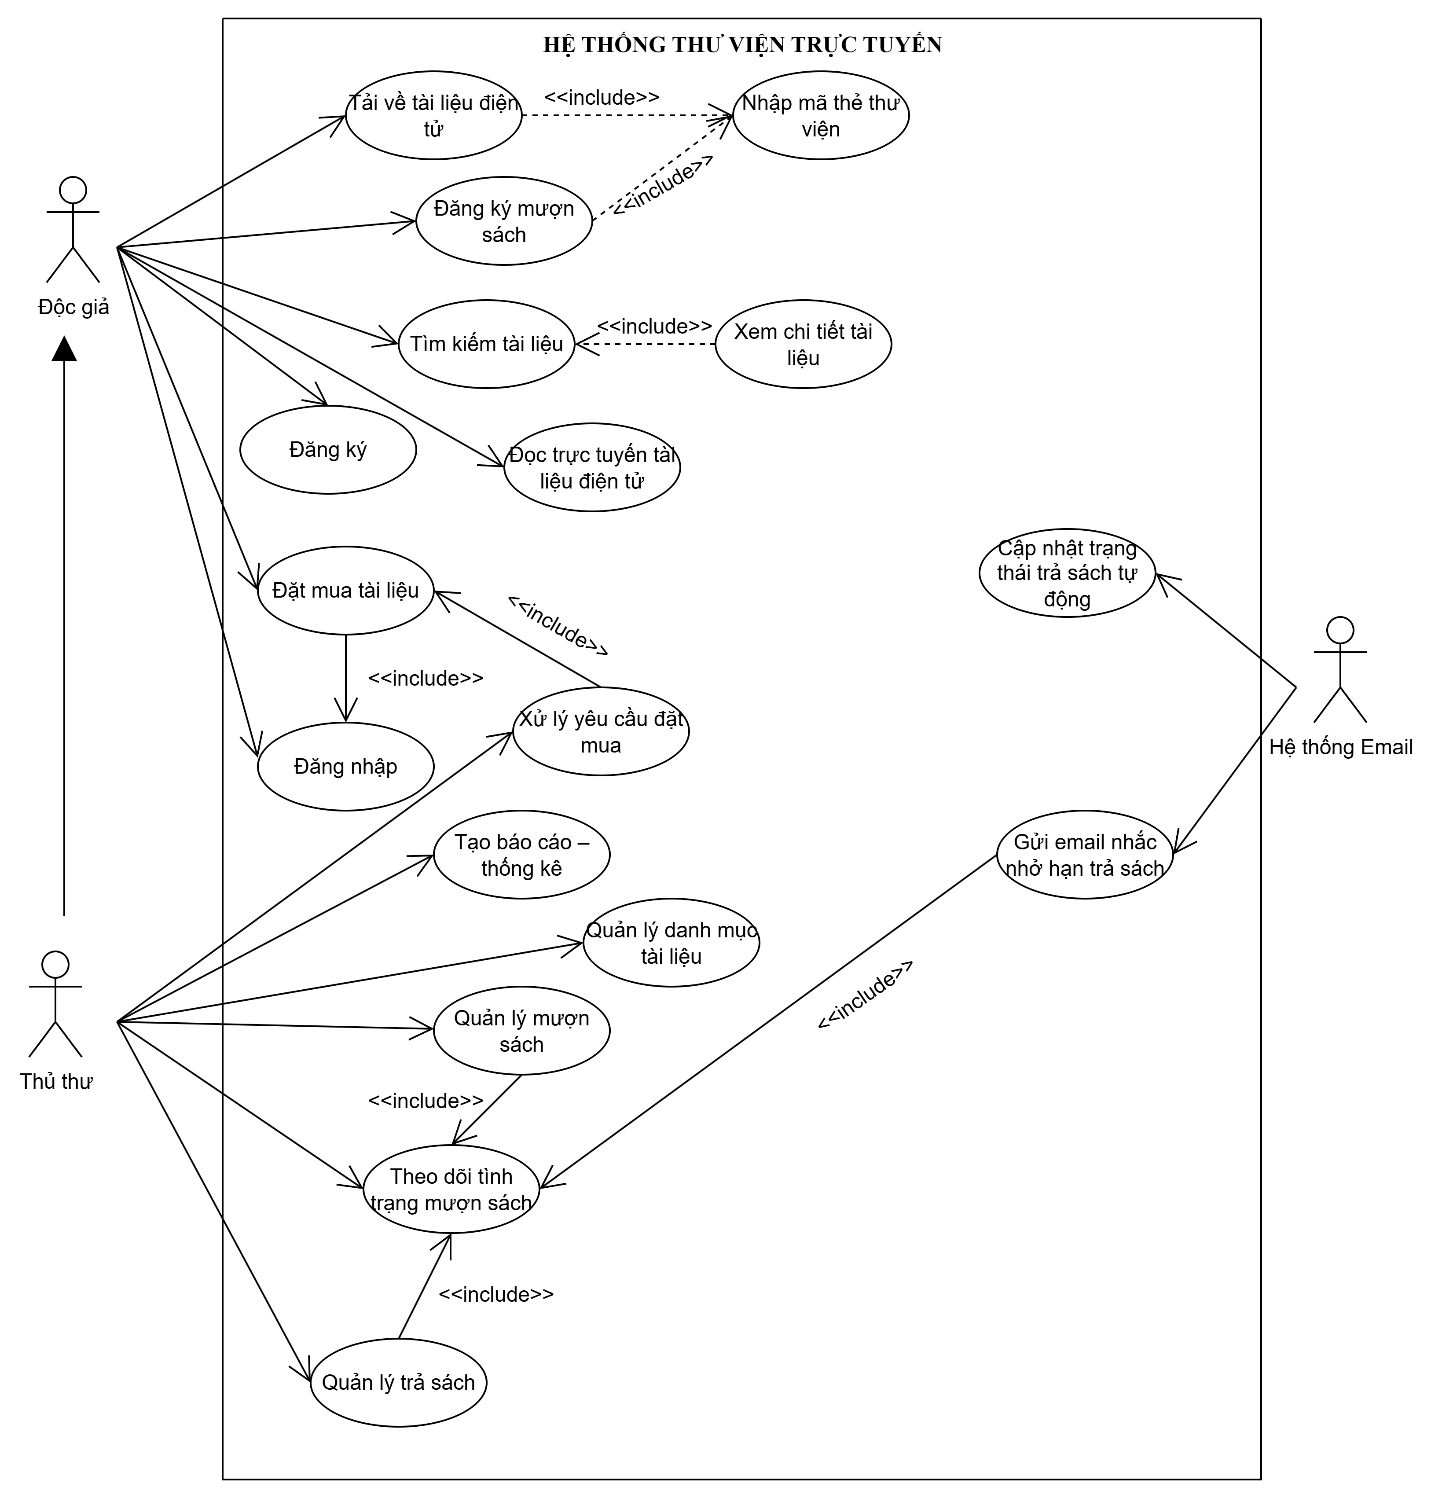 HỆ THỐNG THƯ VIỆN TRỰC TUYẾN
Tải về tài liệu điện
tử
<<include>>
Nhập mã thẻ thư
viện
Đăng ký mượn
sách
<<include>>
Độc giả
Tìm kiếm tài liệu
<<include>>
Xem chi tiết tài
liệu
Đăng ký
Đọc trực tuyến tài
liệu điện tử
Cập nhật trạng
thái trả sách tự
động
Đặt mua tài liệu
<<include>>
<<include>>
Xử lý yêu cầu đặt
mua
Hệ thống Email
Đăng nhập
Tạo báo cáo –
thống kê
Gửi email nhắc
nhở hạn trả sách
Quản lý danh mục
tài liệu
<<include>>
Quản lý mượn
sách
Thủ thư
<<include>>
Theo dõi tình
trạng mượn sách
<<include>>
Quản lý trả sách